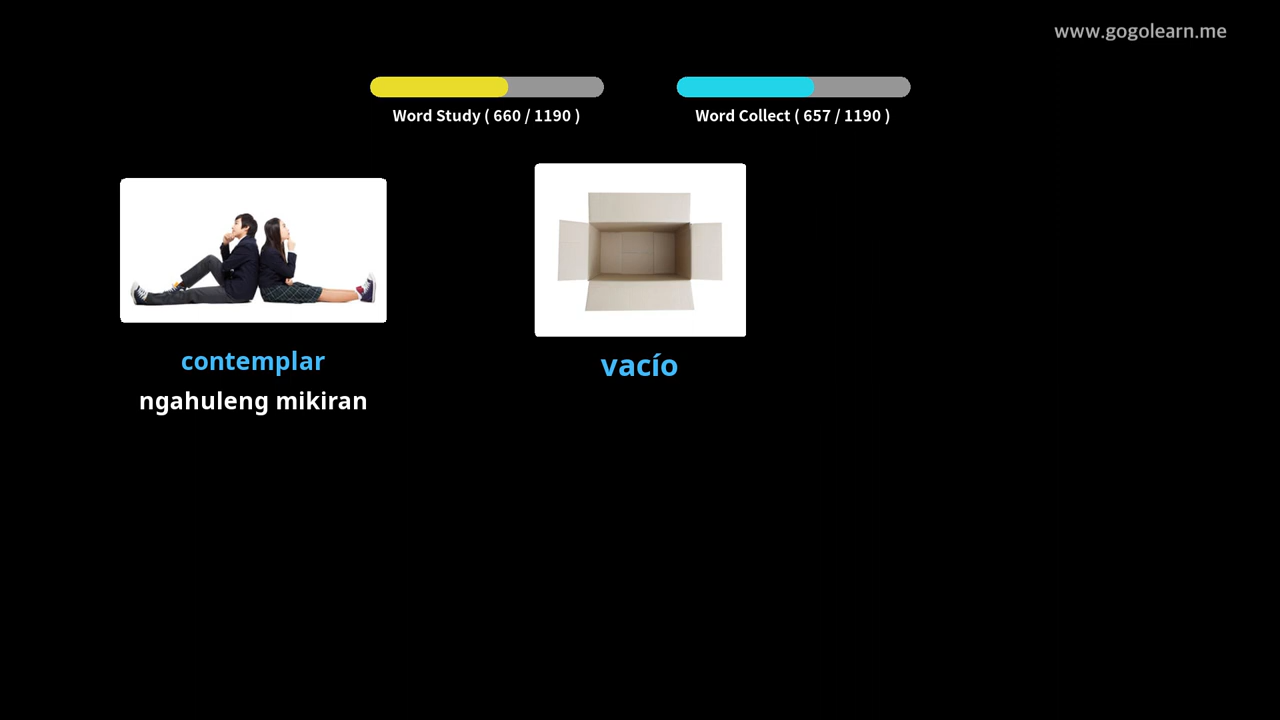 www.gogolearn.me
Word Study ( 660 / 1190 )
Word Collect ( 657 / 1190 )
contemplar
ngahuleng mikiran
vacío